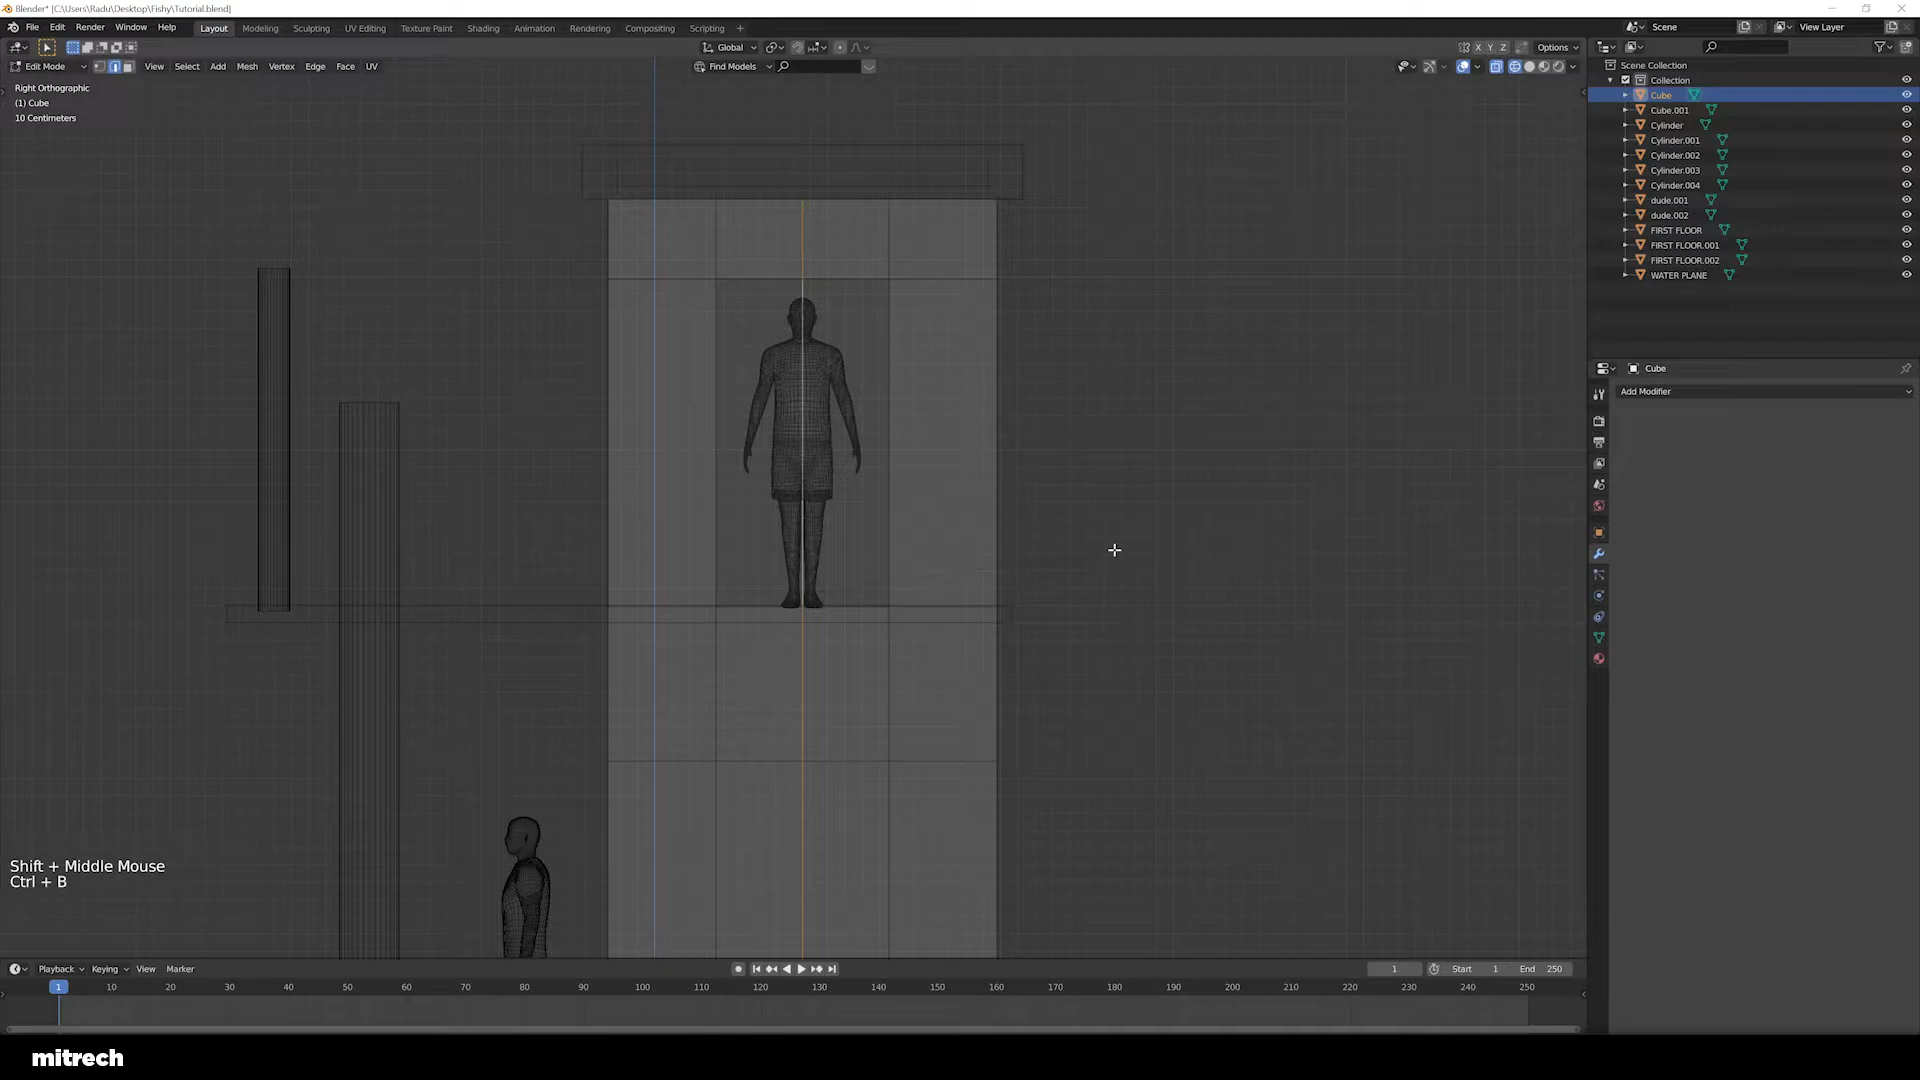 Blender* [C:\Users\Radu\Desktop\Fishy\Tutorial.blend]
File Edit Render Window Help
Layout Modeling Sculpting UV Editing Texture Paint Shading Animation Rendering Compositing Scripting +
Scene
View Layer
Global
X Y Z
Options
Edit Mode
View Select Add Mesh Vertex Edge Face UV
Find Models
Right Orthographic
(1) Cube
10 Centimeters
Scene Collection
Collection
Cube
Cube.001
Cylinder
Cylinder.001
Cylinder.002
Cylinder.003
Cylinder.004
dude.001
dude.002
FIRST FLOOR
FIRST FLOOR.001
FIRST FLOOR.002
WATER PLANE
Cube
Add Modifier
Shift + Middle Mouse
Ctrl + B
Playback Keying View Marker
1
Start 1 End 250
1 10 20 30 40 50 60 70 80 90 100 110 120 130 140 150 160 170 180 190 200 210 220 230 240 250
mitrech